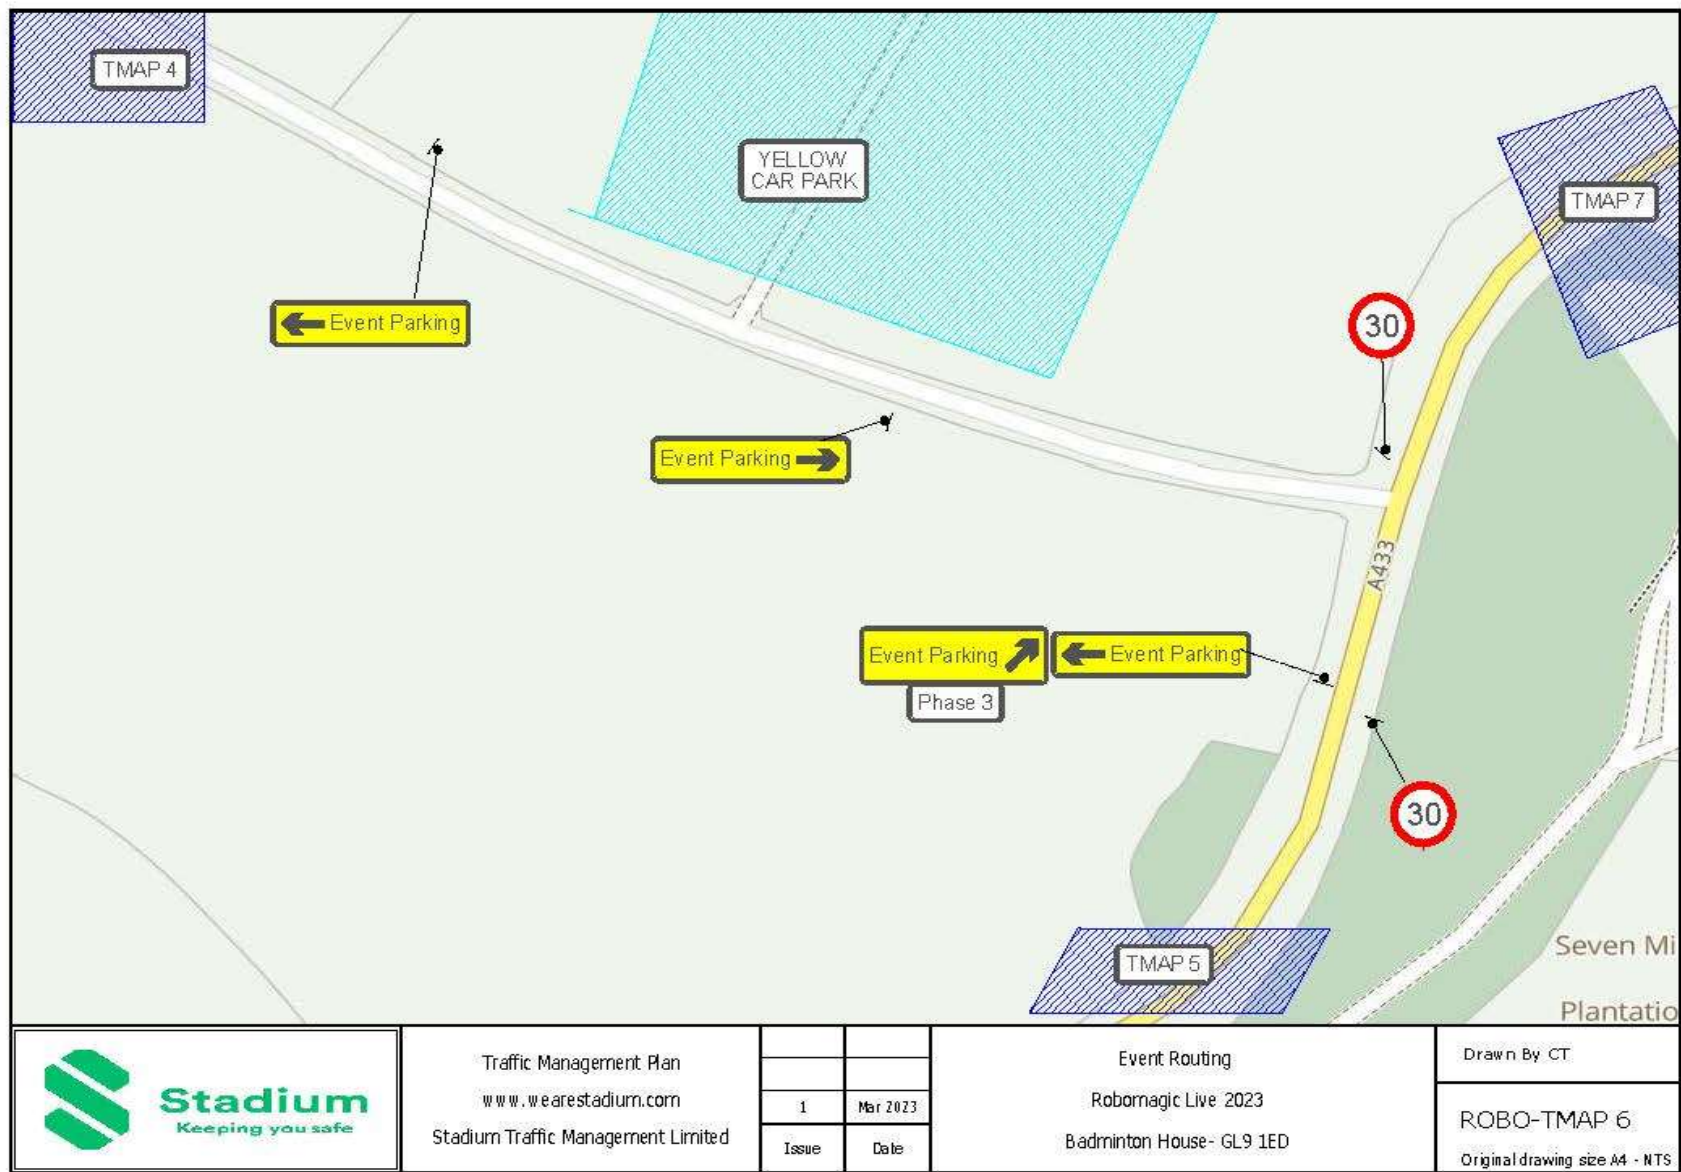 TMAP 4
YELLOW
CAR PARK
TMAP 7
30
Event Parking
Event Parking
A433
Event Parking
Event Parking
Phase 3
30
Seven Mi
Plantatio
TMAP 5
Stadium
Keeping you safe
Traffic Management Plan
www.wearestadium.com
Stadium Traffic Management Limited
1
Mar 2023
Issue
Date
Event Routing
Robomagic Live 2023
Badminton House- GL9 1ED
Drawn By CT
ROBO-TMAP 6
Original drawing size A4 - NTS